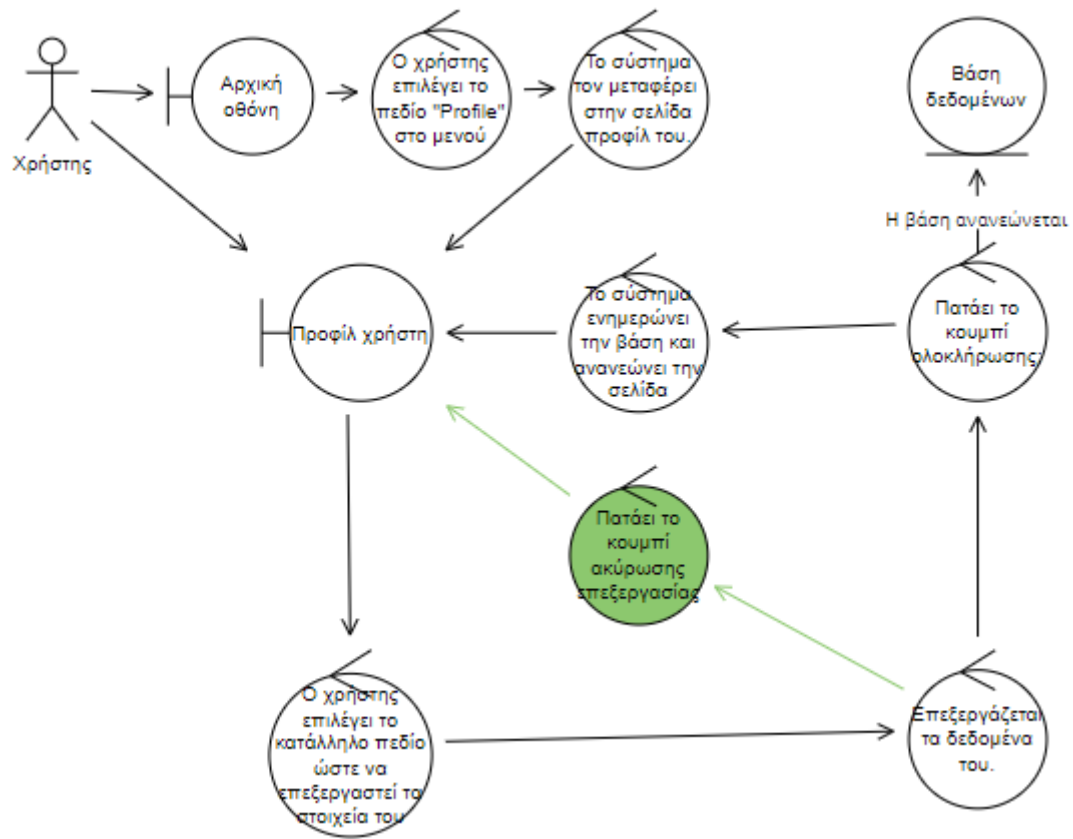 Χρήστης
Αρχική
οθόνη
Ο χρήστης
επιλέγει το
πεδίο "Profile"
στο μενού
Το σύστημα
τον μεταφέρει
στην σελίδα
προφίλ του.
Βάση
δεδομένων
Η βάση ανανεώνεται
Προφίλ χρήστη
Το σύστημα
ενημερώνει
την βάση και
ανανεώνει την
σελίδα
Πατάει το
κουμπί
ολοκλήρωσης;
Πατάει το
κουμπί
ακύρωσης
επεξεργασίας
Ο χρήστης
επιλέγει το
κατάλληλο πεδίο
ώστε να
επεξεργαστεί τα
στοιχεία του
Επεξεργάζεται
τα δεδομένα
του.